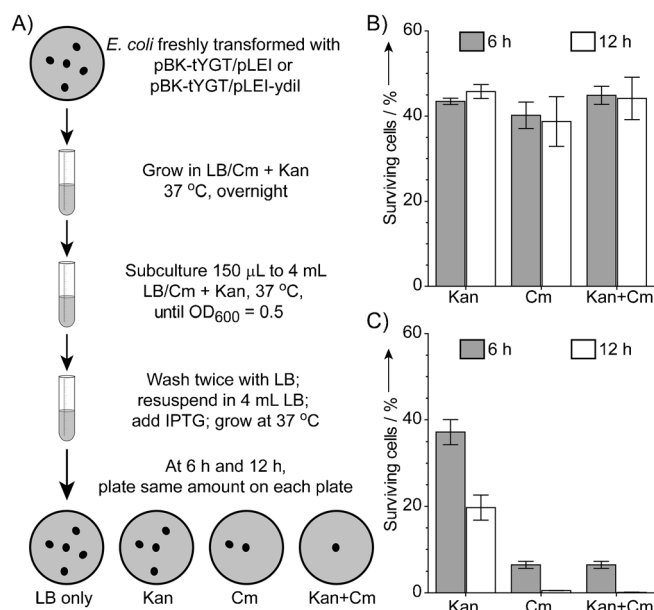 A)
E. coli freshly transformed with
pBK-tYGT/pLEI or
pBK-tYGT/pLEI-ydiI
Grow in LB/Cm + Kan
37 °C, overnight
Subculture 150 μL to 4 mL
LB/Cm + Kan, 37 °C,
until OD600 = 0.5
Wash twice with LB;
resuspend in 4 mL LB;
add IPTG; grow at 37 °C
At 6 h and 12 h,
plate same amount on each plate
LB only Kan Cm Kan+Cm
B)
60
6 h 12 h
40
20
0
Surviving cells / %
Kan Cm Kan+Cm
C)
60
6 h 12 h
40
20
0
Surviving cells / %
Kan Cm Kan+Cm